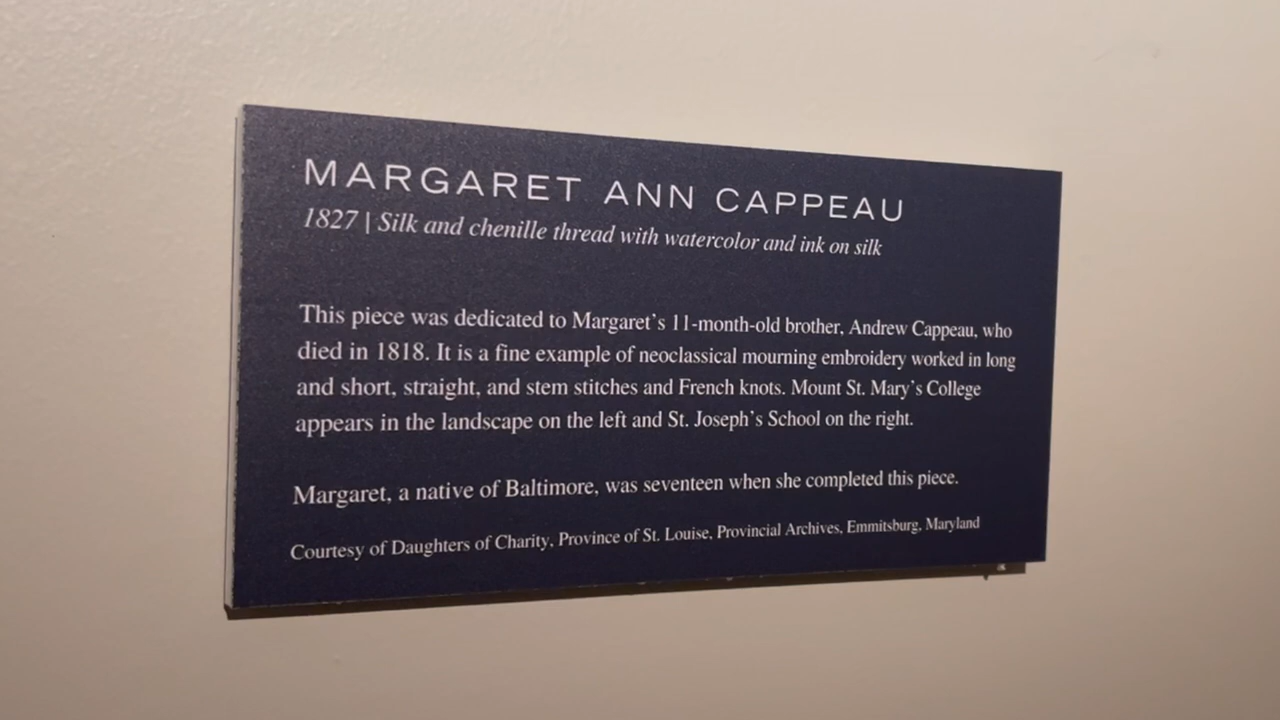 MARGARET ANN CAPPEAU
1827 | Silk and chenille thread with watercolor and ink on silk
This piece was dedicated to Margaret's 11-month-old brother, Andrew Cappeau, who
died in 1818. It is a fine example of neoclassical mourning embroidery worked in long
and short, straight, and stem stitches and French knots. Mount St. Mary's College
appears in the landscape on the left and St. Joseph's School on the right.
Margaret, a native of Baltimore, was seventeen when she completed this piece.
Courtesy of Daughters of Charity, Province of St. Louise, Provincial Archives, Emmitsburg, Maryland